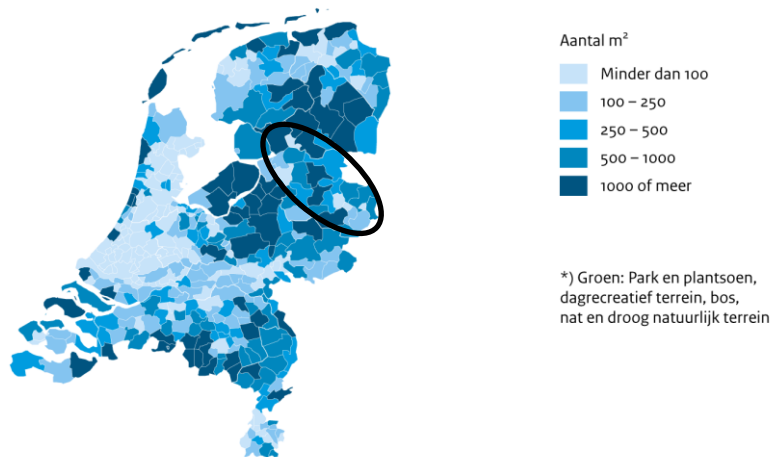 Aantal m²
Minder dan 100
100 – 250
250 – 500
500 – 1000
1000 of meer
*) Groen: Park en plantsoen,
dagrecreatief terrein, bos,
nat en droog natuurlijk terrein